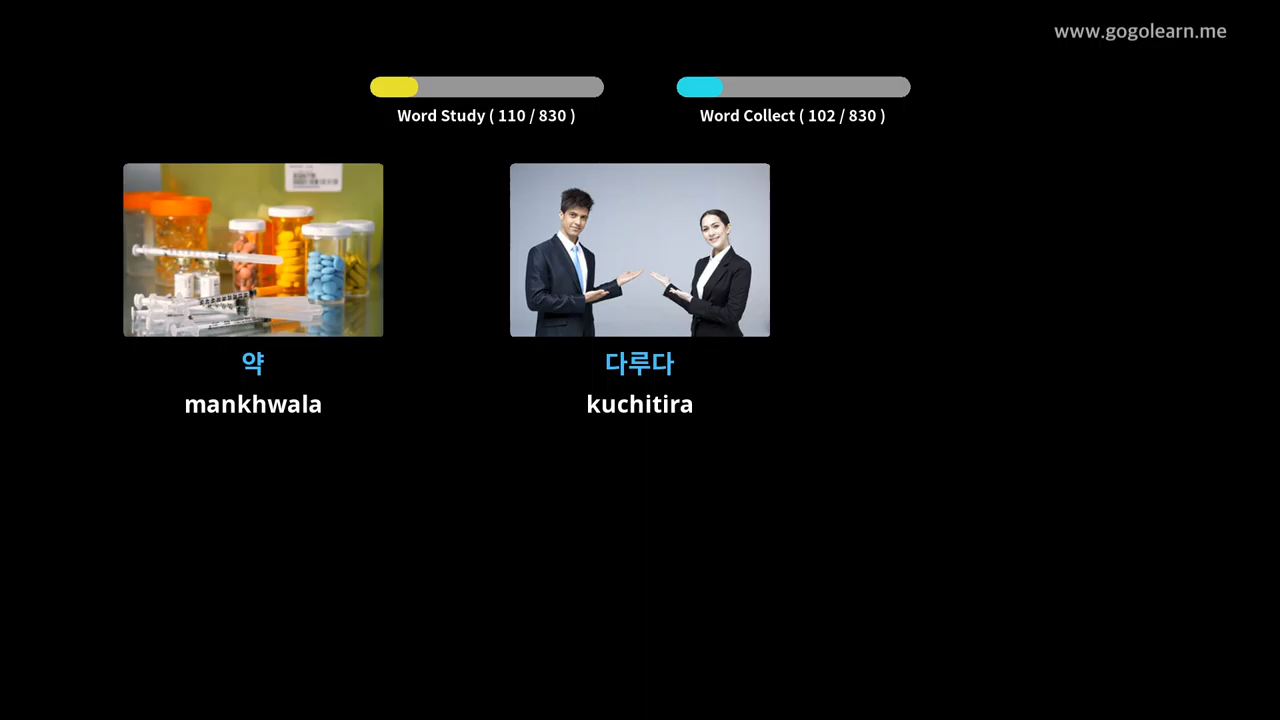 www.gogolearn.me
Word Study ( 110 / 830 )
Word Collect ( 102 / 830 )
약
mankhwala
다루다
kuchitira